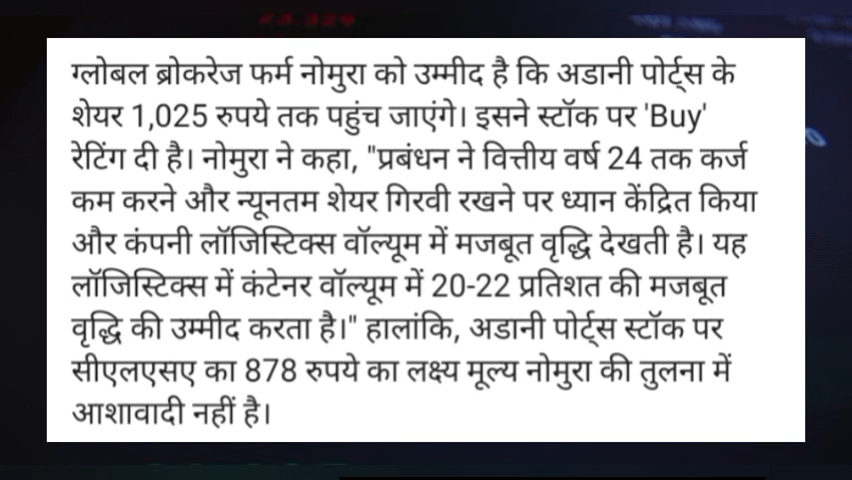 ग्लोबल ब्रोकरेज फर्म नोमुरा को उम्मीद है कि अडानी पोर्ट्स के
शेयर 1,025 रुपये तक पहुंच जाएंगे। इसने स्टॉक पर 'Buy'
रेटिंग दी है। नोमुरा ने कहा, "प्रबंधन ने वित्तीय वर्ष 24 तक कर्ज
कम करने और न्यूनतम शेयर गिरवी रखने पर ध्यान केंद्रित किया
और कंपनी लॉजिस्टिक्स वॉल्यूम में मजबूत वृद्धि देखती है। यह
लॉजिस्टिक्स में कंटेनर वॉल्यूम में 20-22 प्रतिशत की मजबूत
वृद्धि की उम्मीद करता है।" हालांकि, अडानी पोर्ट्स स्टॉक पर
सीएलएसए का 878 रुपये का लक्ष्य मूल्य नोमुरा की तुलना में
आशावादी नहीं है।